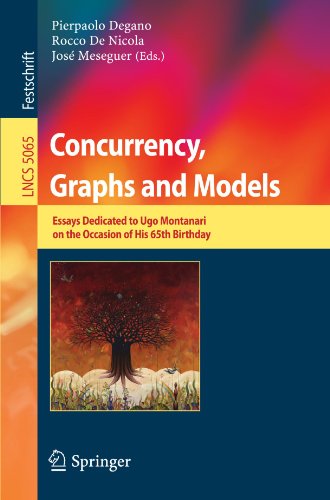 Pierpaolo Degano
Rocco De Nicola
José Meseguer (Eds.)
Festschrift
LNCS 5065
Concurrency,
Graphs and Models
Essays Dedicated to Ugo Montanari
on the Occasion of His 65th Birthday
Springer